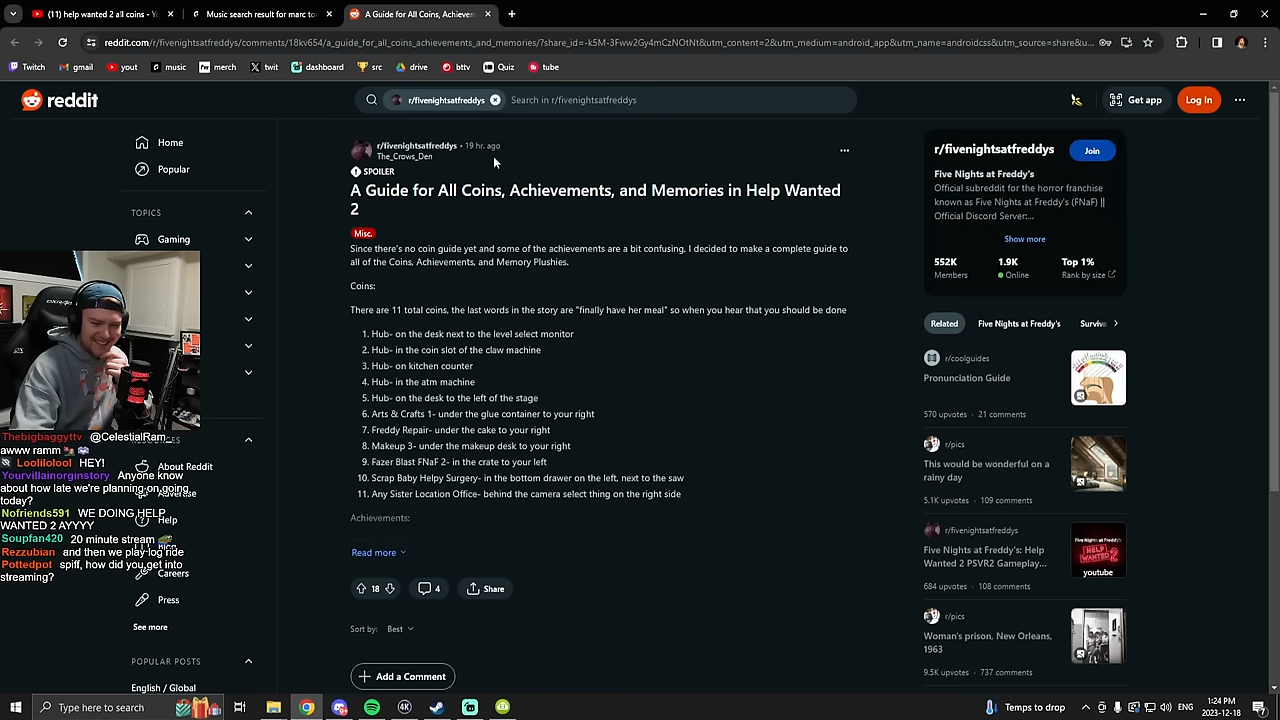 (11) help wanted 2 all coins - Yo
Music search result for marc to
A Guide for All Coins, Achievem
reddit.com/r/fivenightsatfreddys/comments/18kv654/a_guide_for_all_coins_achievements_and_memories/?share_id=-k5M-3Fww2Gy4mCzNOtNt&utm_content=2&utm_medium=android_app&utm_name=androidcss&utm_source=share&u...
Twitch
gmail
yout
music
merch
twit
dashboard
src
drive
bttv
Quiz
tube
reddit
r/fivenightsatfreddys
Search in r/fivenightsatfreddys
Get app
Log In
Home
Popular
TOPICS
Gaming
r/fivenightsatfreddys • 19 hr. ago
The_Crows_Den
SPOILER
A Guide for All Coins, Achievements, and Memories in Help Wanted
2
Misc.
Since there's no coin guide yet and some of the achievements are a bit confusing, I decided to make a complete guide to
all of the Coins, Achievements, and Memory Plushies.
Coins:
There are 11 total coins, the last words in the story are "finally have her meal" so when you hear that you should be done
1. Hub- on the desk next to the level select monitor
2. Hub- in the coin slot of the claw machine
3. Hub- on kitchen counter
4. Hub- in the atm machine
5. Hub- on the desk to the left of the stage
6. Arts & Crafts 1- under the glue container to your right
7. Freddy Repair- under the cake to your right
8. Makeup 3- under the makeup desk to your right
9. Fazer Blast FNaF 2- in the crate to your left
10. Scrap Baby Helpy Surgery- in the bottom drawer on the left, next to the saw
11. Any Sister Location Office- behind the camera select thing on the right side
Achievements:
Read more
18
4
Share
Sort by:
Best
Add a Comment
r/fivenightsatfreddys
Join
Five Nights at Freddy's
Official subreddit for the horror franchise
known as Five Nights at Freddy's (FNaF) ||
Official Discord Server:...
Show more
552K
Members
1.9K
Online
Top 1%
Rank by size
Related
Five Nights at Freddy's
Surviv
r/coolguides
Pronunciation Guide
570 upvotes · 21 comments
r/pics
This would be wonderful on a
rainy day
5.1K upvotes · 109 comments
r/fivenightsatfreddys
Five Nights at Freddy's: Help
Wanted 2 PSVR2 Gameplay...
684 upvotes · 108 comments
Five Nights at Freddy's
HELP
WANTED 2
youtube
r/pics
Woman's prison, New Orleans,
1963
9.5K upvotes · 737 comments
Thebigbaggyttv @CelestialRam_
awww ramm
Loolilolool HEY!
Yourvillainorginstory Anyone know
about how late we're planning on going
today?
Nofriends591 WE DOING HELP
WANTED 2 AYYYY
Soupfan420 20 minute stream
Rezzubian and then we play log ride
Pottedpot spiff, how did you get into
streaming?
About Reddit
Help
Careers
Press
See more
POPULAR POSTS
English / Global
Type here to search
4K
Temps to drop
ENG
1:24 PM
2023-12-18